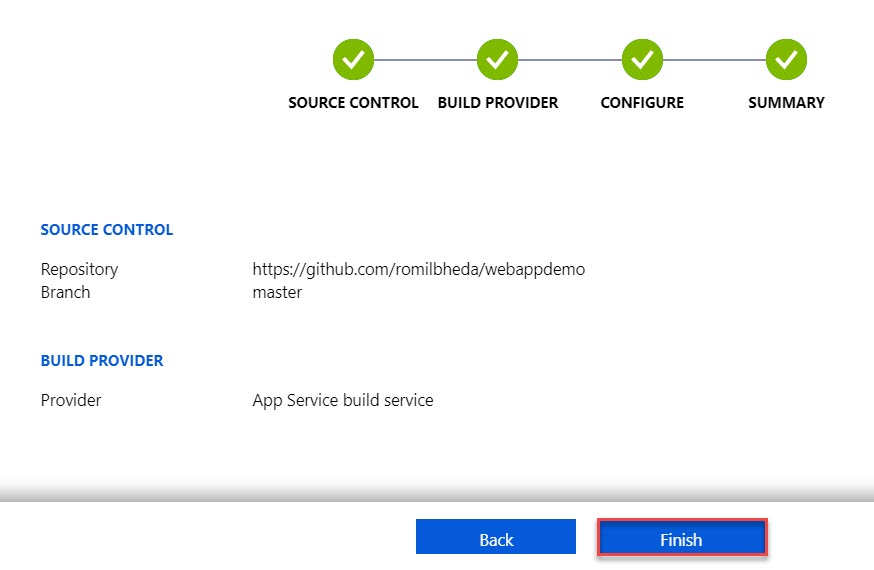 SOURCE CONTROL BUILD PROVIDER CONFIGURE SUMMARY
SOURCE CONTROL
Repository https://github.com/romilbheda/webappdemo
Branch master
BUILD PROVIDER
Provider App Service build service
Back Finish